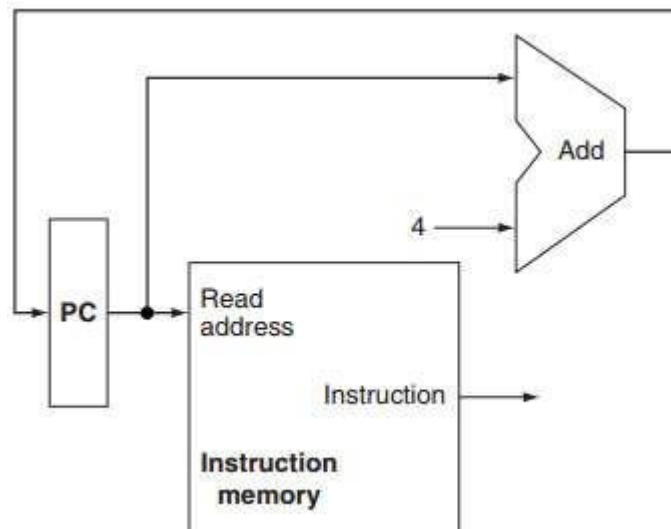 Add
4
PC
Read
address
Instruction
Instruction
memory